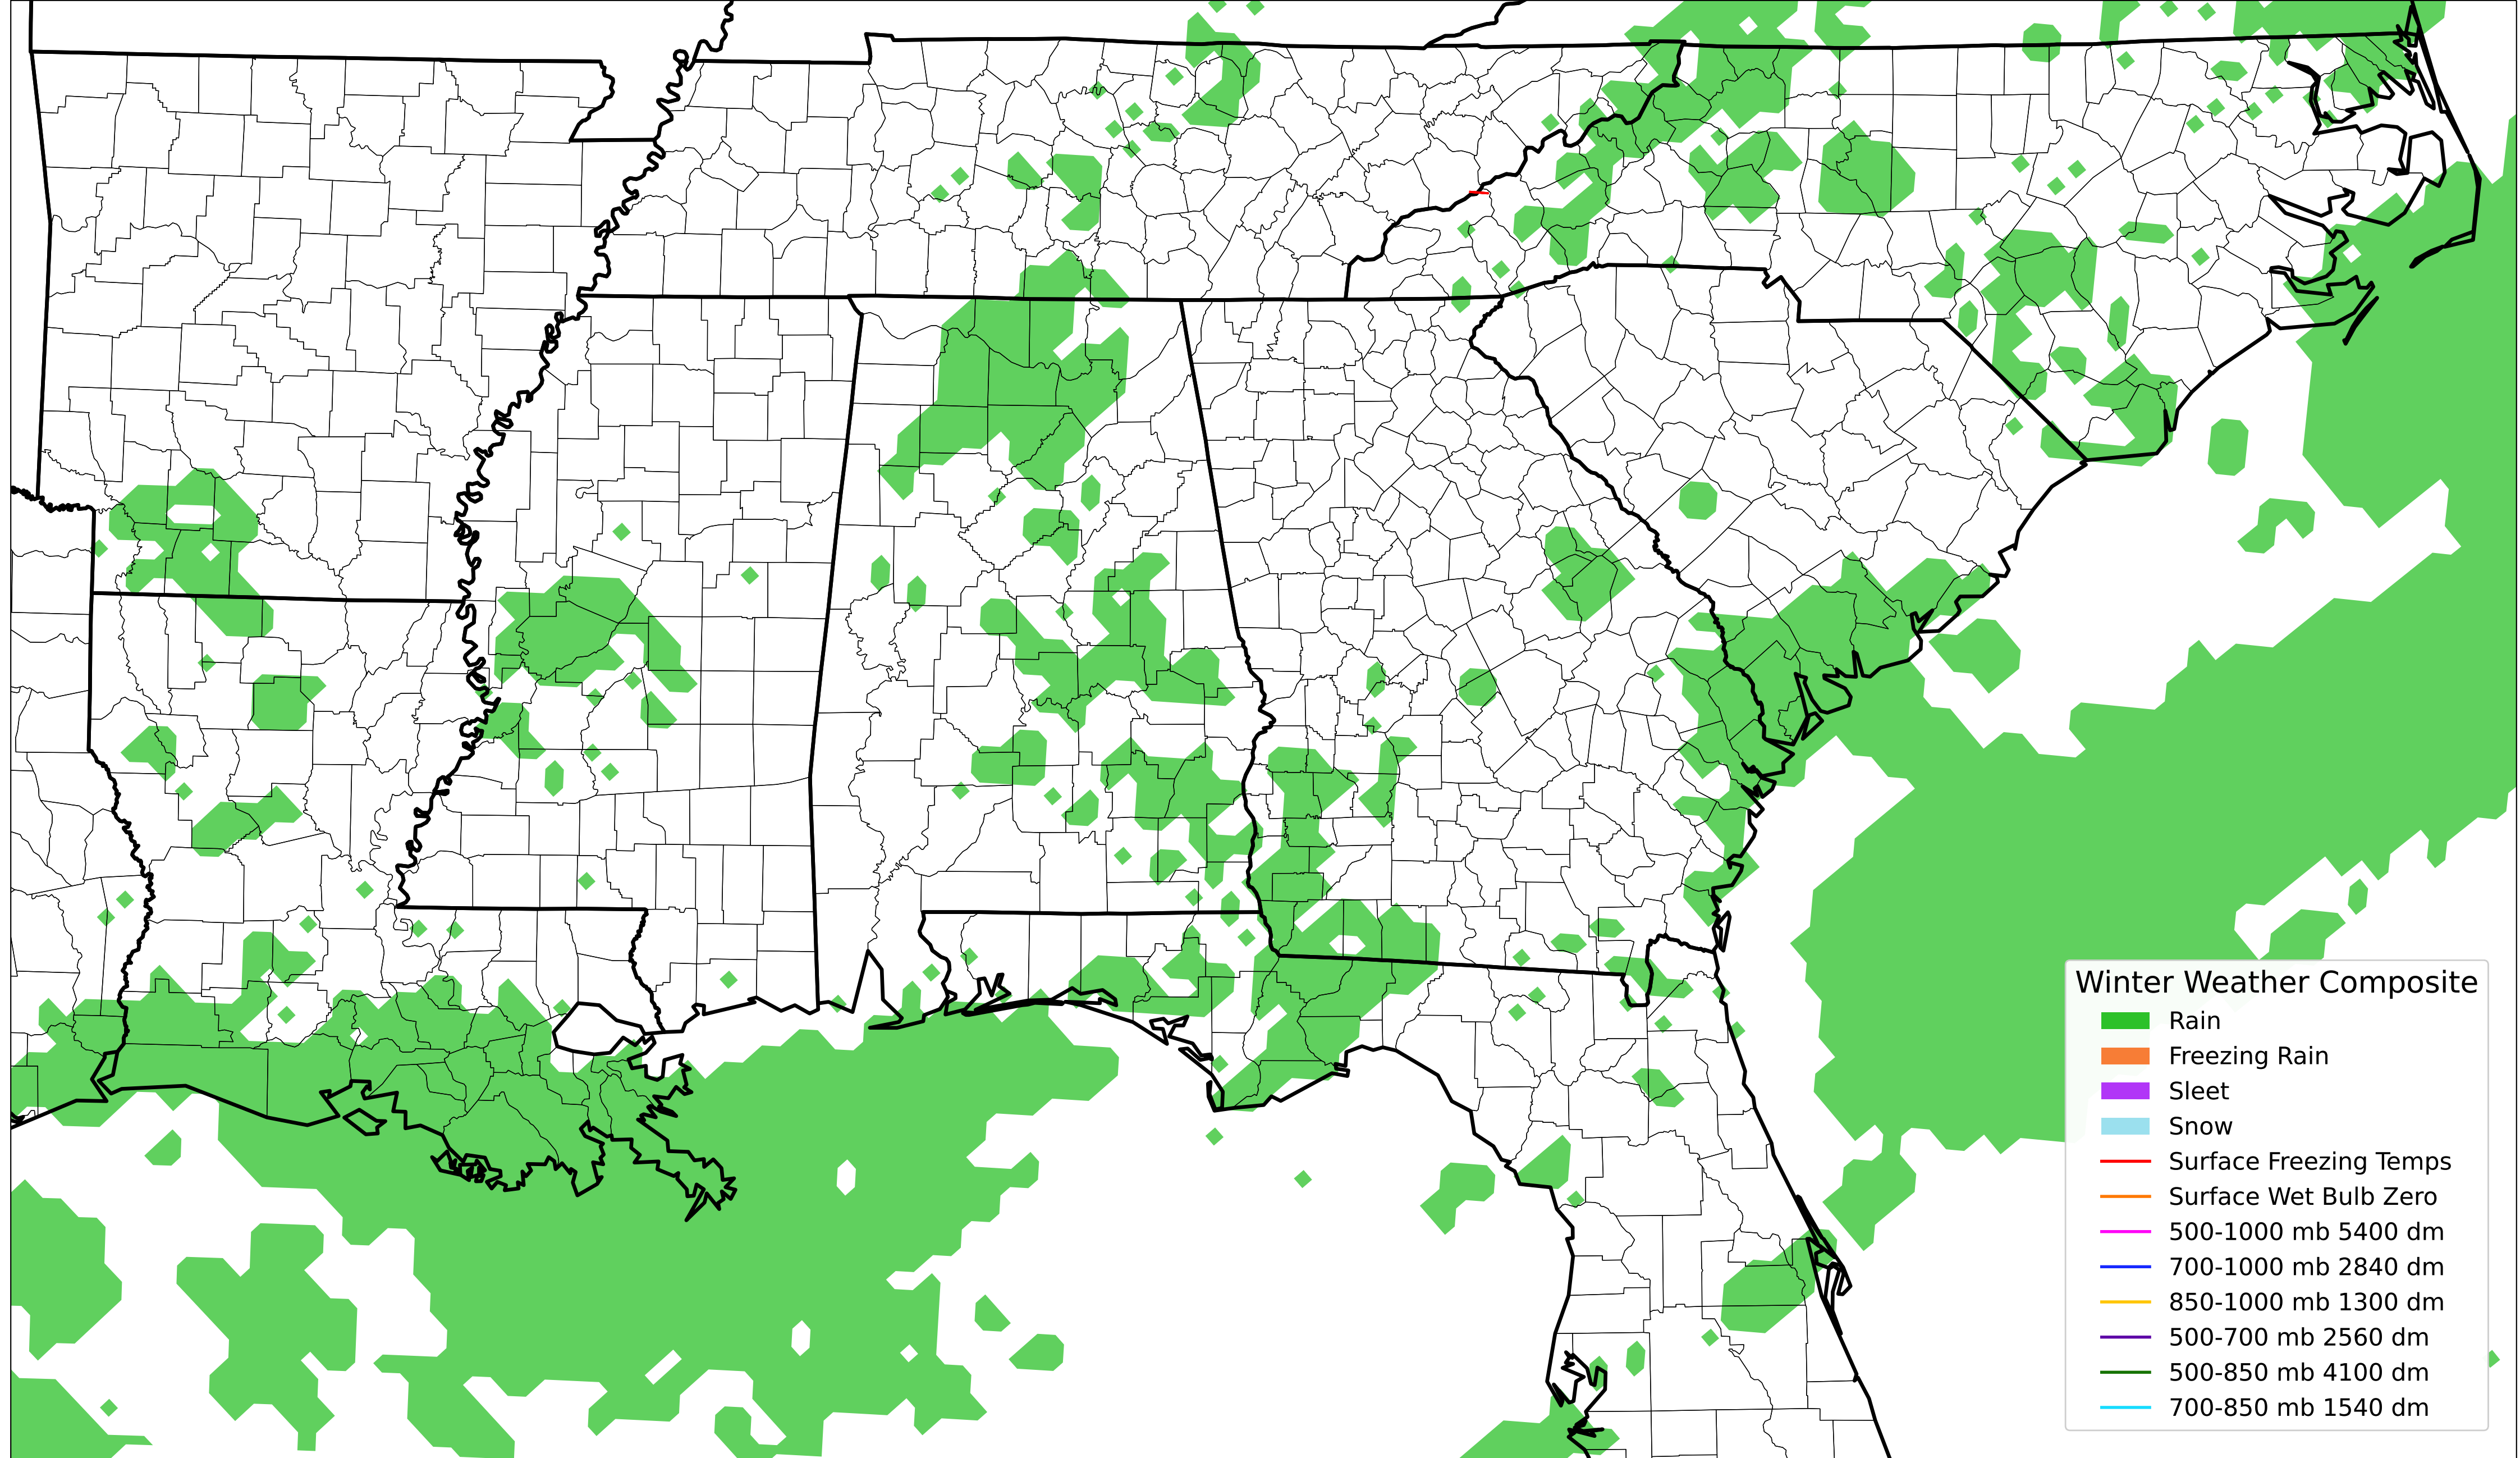 Winter Weather Composite
Rain
Freezing Rain
Sleet
Snow
Surface Freezing Temps
Surface Wet Bulb Zero
500-1000 mb 5400 dm
700-1000 mb 2840 dm
850-1000 mb 1300 dm
500-700 mb 2560 dm
500-850 mb 4100 dm
700-850 mb 1540 dm